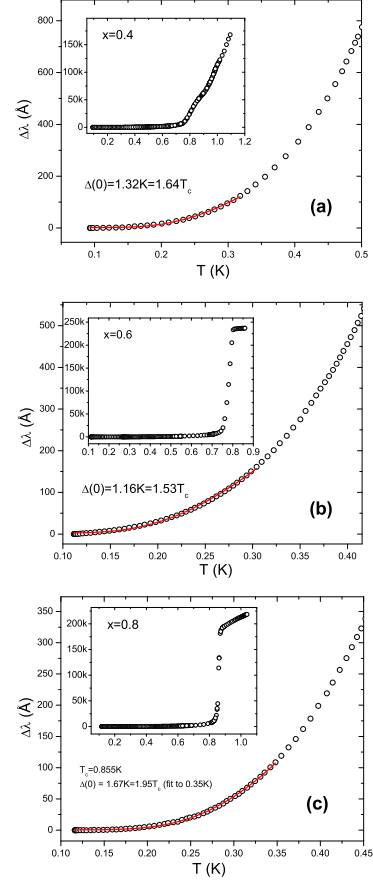 800
600
400
200
0
Δλ (Å)
x=0.4
150k
100k
50k
0
0.2 0.4 0.6 0.8 1.0 1.2
Δ(0)=1.32K=1.64Tc
(a)
0.1 0.2 0.3 0.4 0.5
T (K)
500
400
300
200
100
0
Δλ (Å)
250k
200k
150k
100k
50k
0
x=0.6
0.1 0.2 0.3 0.4 0.5 0.6 0.7 0.8 0.9
Δ(0)=1.16K=1.53Tc
(b)
0.10 0.15 0.20 0.25 0.30 0.35 0.40
T (K)
350
300
250
200
150
100
50
0
Δλ (Å)
200k
150k
100k
50k
0
x=0.8
0.2 0.4 0.6 0.8 1.0
Tc=0.855K
Δ(0) = 1.67K=1.95Tc (fit to 0.35K)
(c)
0.10 0.15 0.20 0.25 0.30 0.35 0.40 0.45
T (K)